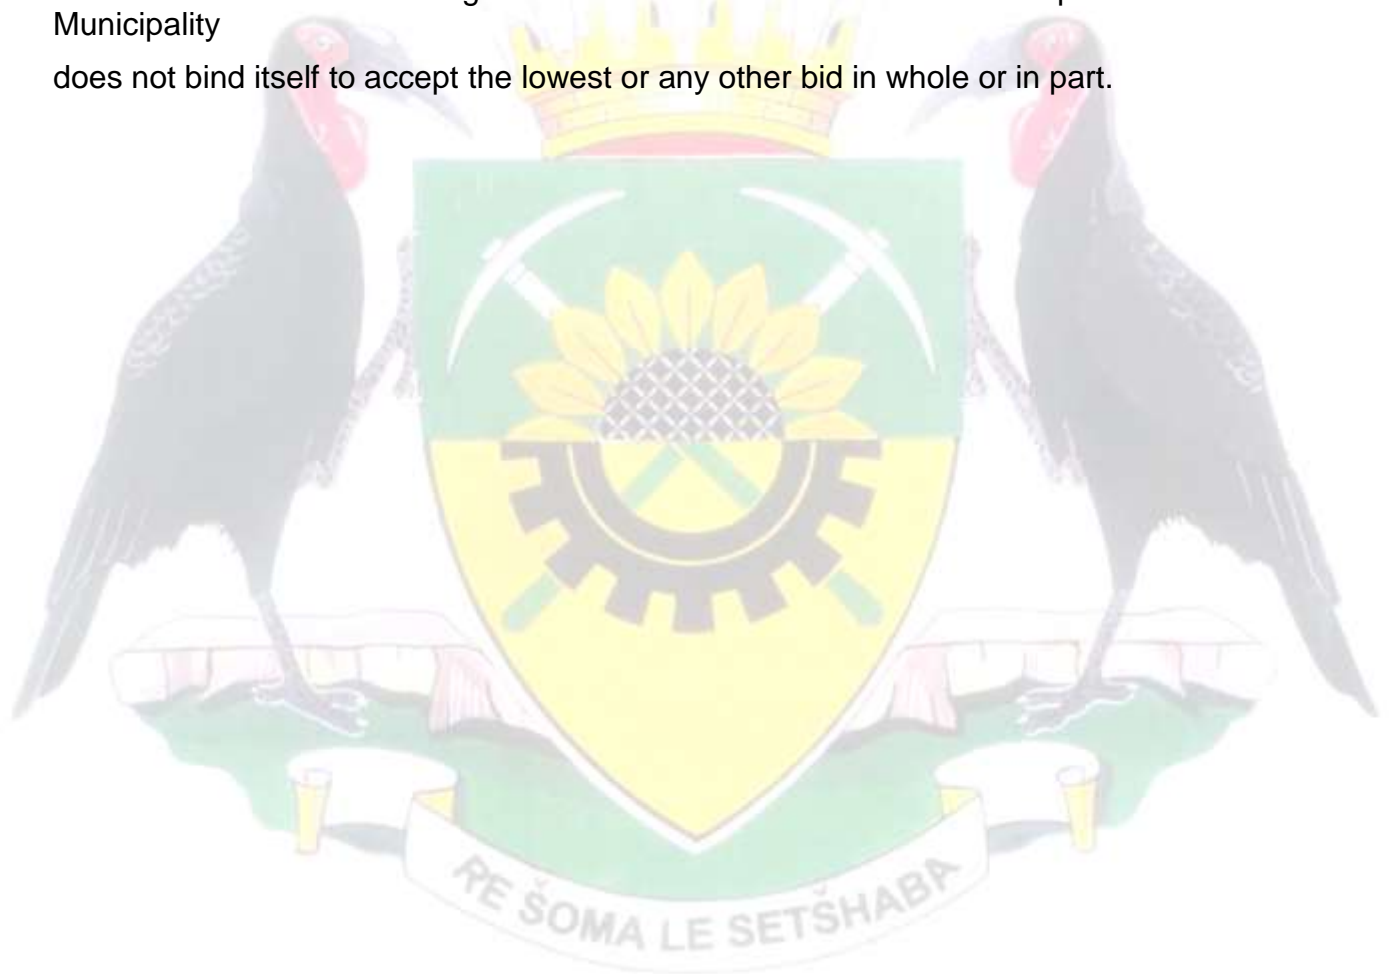 Municipality
does not bind itself to accept the lowest or any other bid in whole or in part.
RE ŠOMA LE SETŠHABA